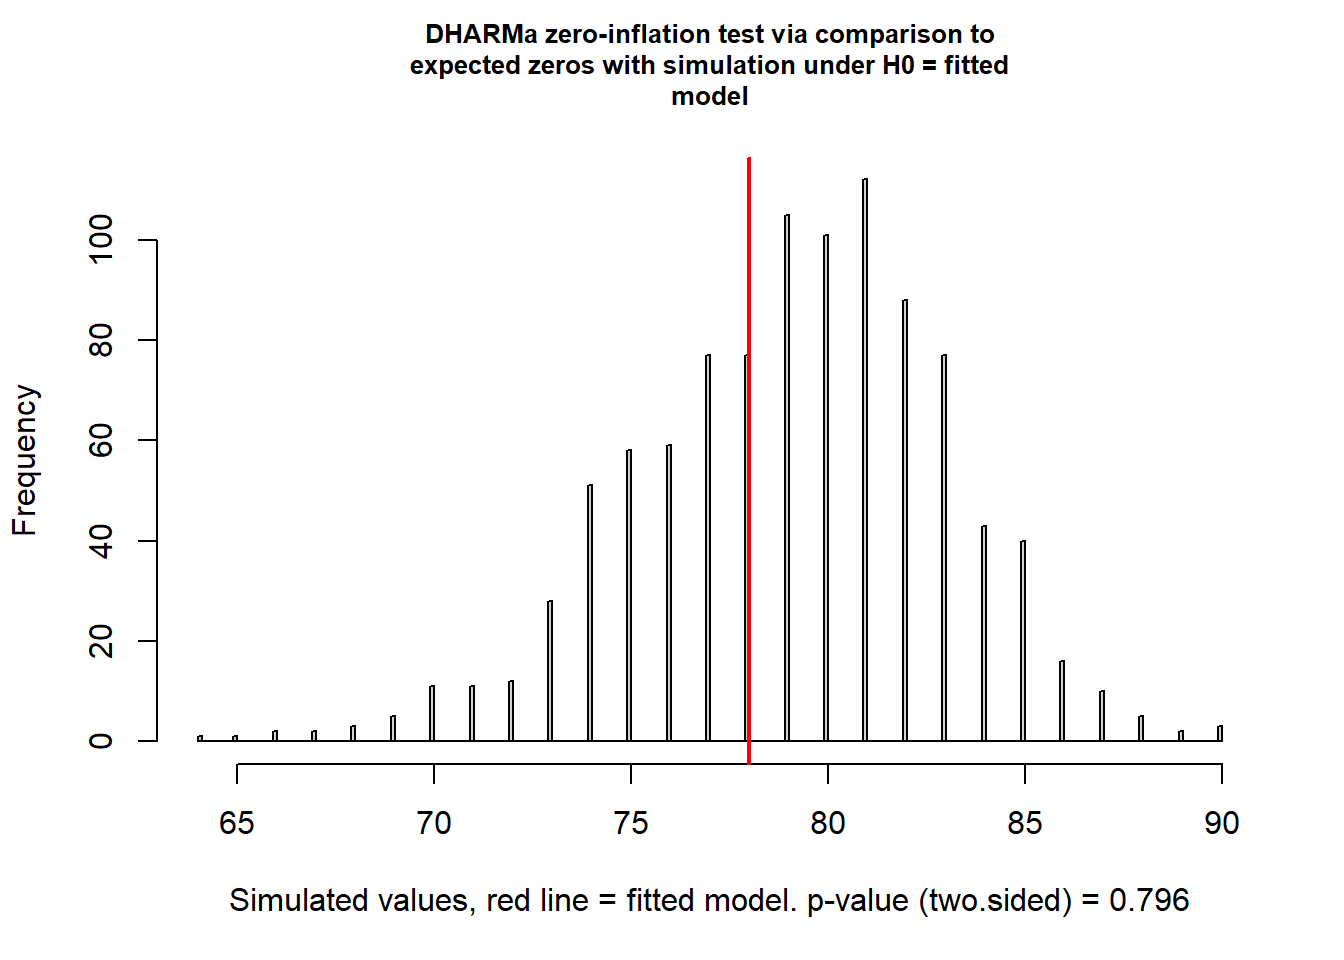 DHARMa zero-inflation test via comparison to
expected zeros with simulation under H0 = fitted
model
Frequency
100
80
60
40
20
0
65 70 75 80 85 90
Simulated values, red line = fitted model. p-value (two.sided) = 0.796